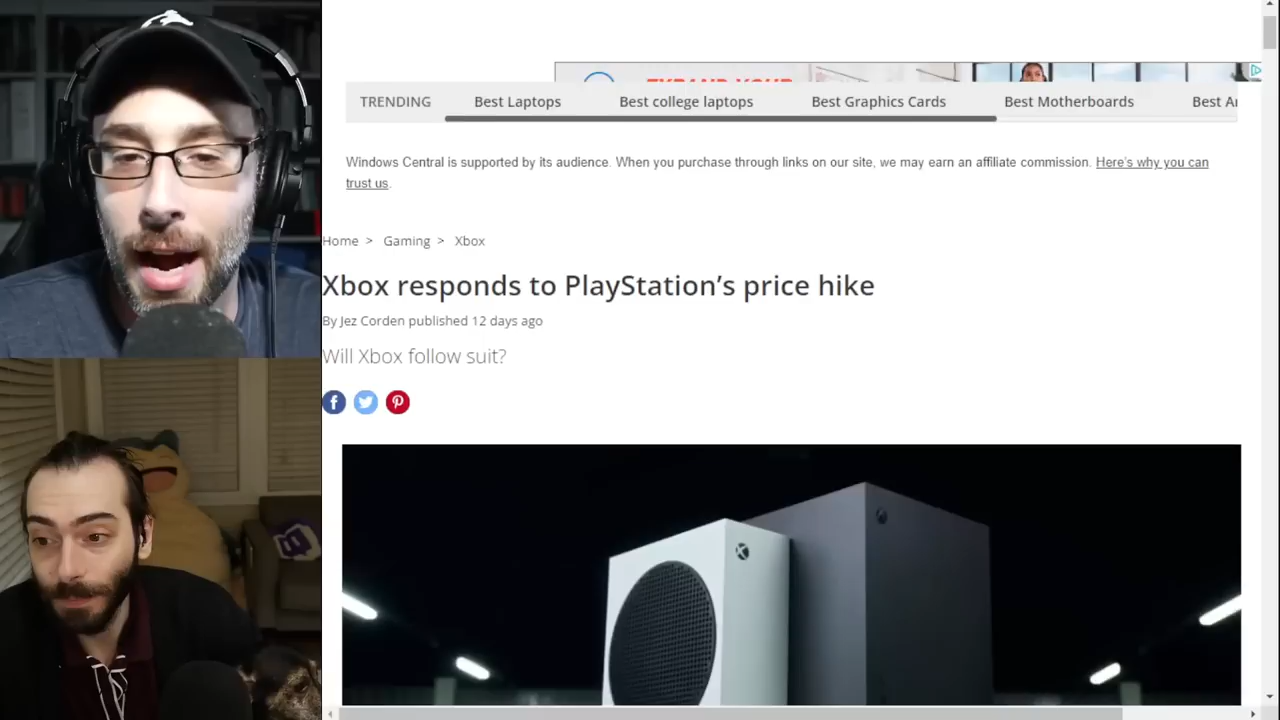 TRENDING Best Laptops Best college laptops Best Graphics Cards Best Motherboards Best
Windows Central is supported by its audience. When you purchase through links on our site, we may earn an affiliate commission. Here's why you can
trust us.
Home > Gaming > Xbox
Xbox responds to PlayStation’s price hike
By Jez Corden published 12 days ago
Will Xbox follow suit?